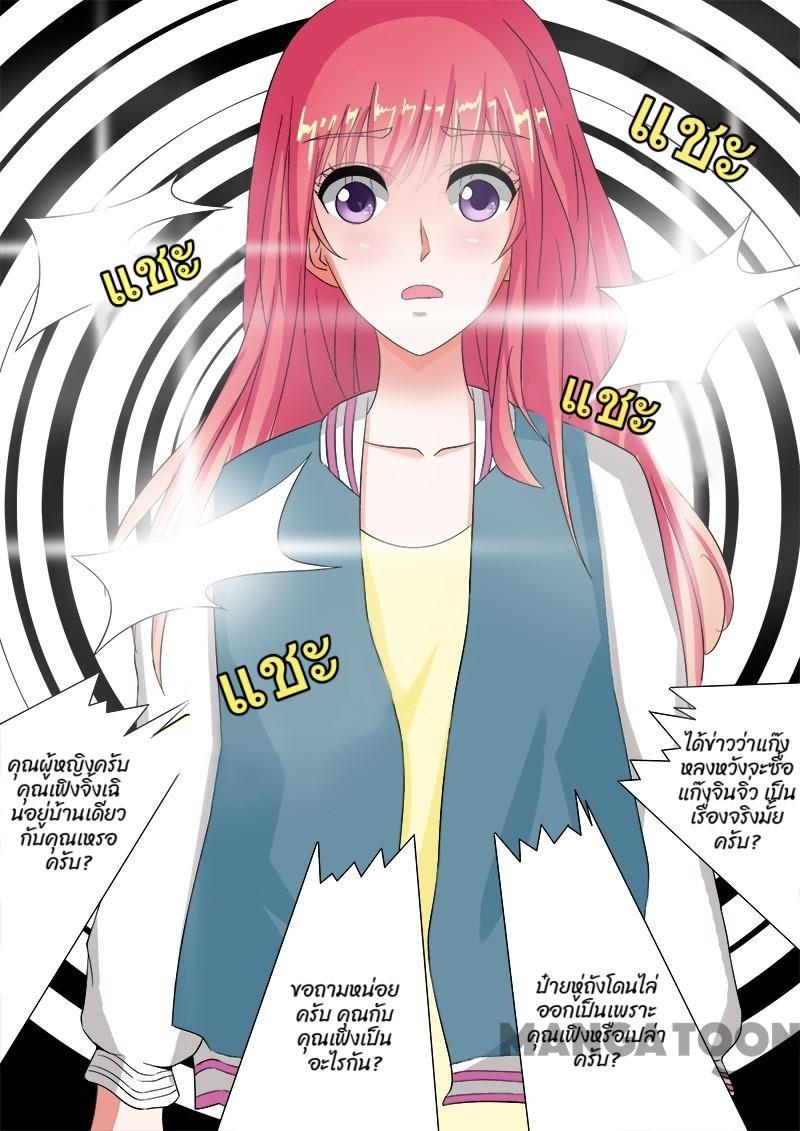 แชะ
แชะ
แชะ
แชะ
คุณผู้หญิงครับ
คุณเฟิงจิ้งเฉิ
นอยู่บ้านเดียว
กับคุณเหรอ
ครับ?
ได้ข่าวว่าแก๊ง
หลงหวังจะซื้อ
แก๊งจินจิ่ว เป็น
เรื่องจริงมั้ย
ครับ?
ขอถามหน่อย
ครับ คุณกับ
คุณเฟิงเป็น
อะไรกัน?
ป๋ายหู่ถังโดนไล่
ออกเป็นเพราะ
คุณเฟิงหรือเปล่า
ครับ?
MANGATOON